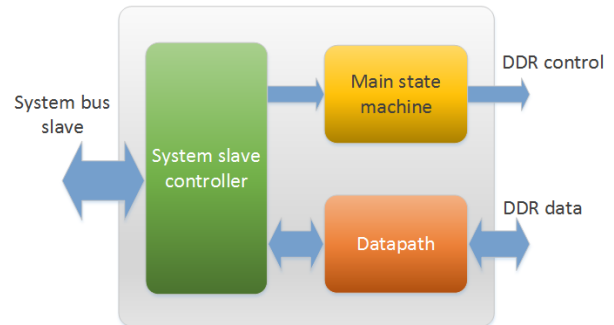 System bus
slave
System slave
controller
Main state
machine
DDR control
Datapath
DDR data